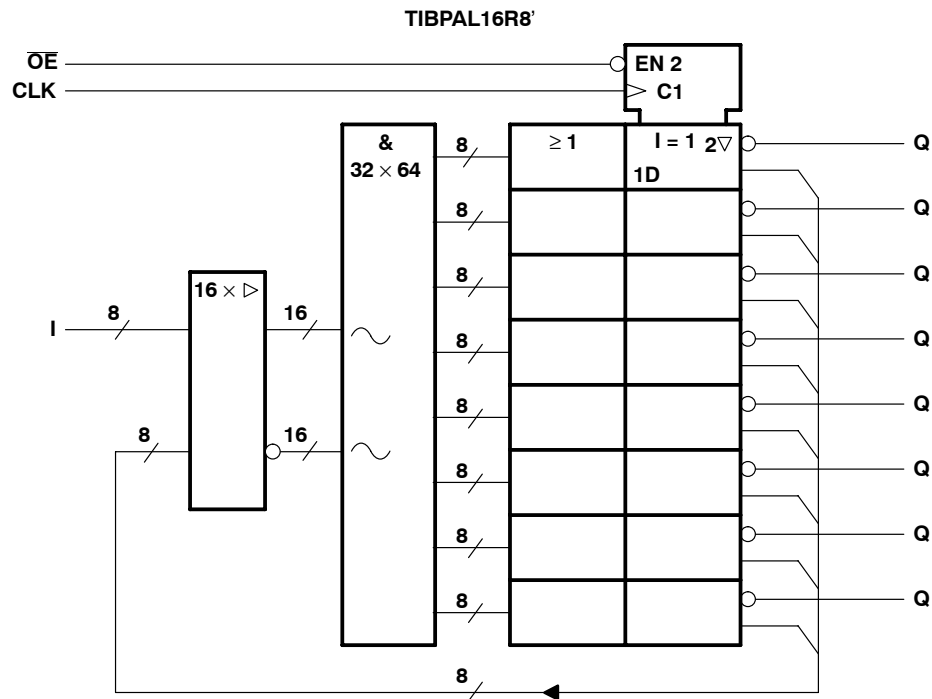 TIBPAL16R8’
OE
EN 2
CLK
C1
&
32 × 64
8
≥ 1
I = 1
2▽
1D
Q
8
Q
8
Q
16 × ▷
I
8
16
8
Q
8
16
8
Q
8
Q
8
Q
8
Q
8